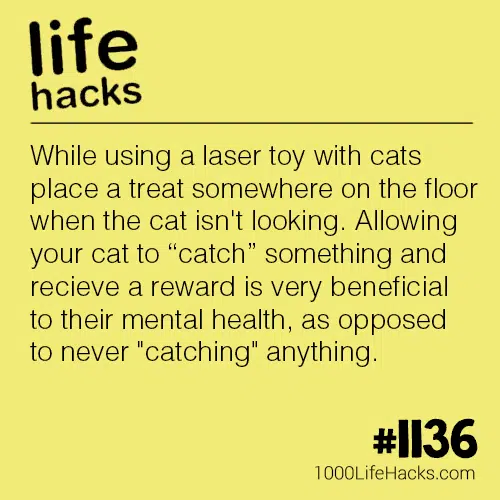 life
hacks
While using a laser toy with cats
place a treat somewhere on the floor
when the cat isn't looking. Allowing
your cat to “catch” something and
recieve a reward is very beneficial
to their mental health, as opposed
to never "catching" anything.
#1136
1000LifeHacks.com